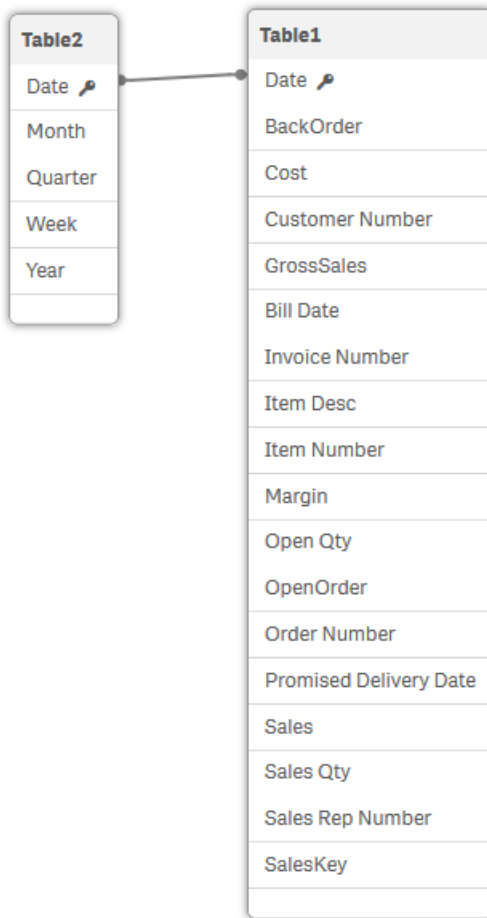 Table2
Date
Month
Quarter
Week
Year
Table1
Date
BackOrder
Cost
Customer Number
GrossSales
Bill Date
Invoice Number
Item Desc
Item Number
Margin
Open Qty
OpenOrder
Order Number
Promised Delivery Date
Sales
Sales Qty
Sales Rep Number
SalesKey